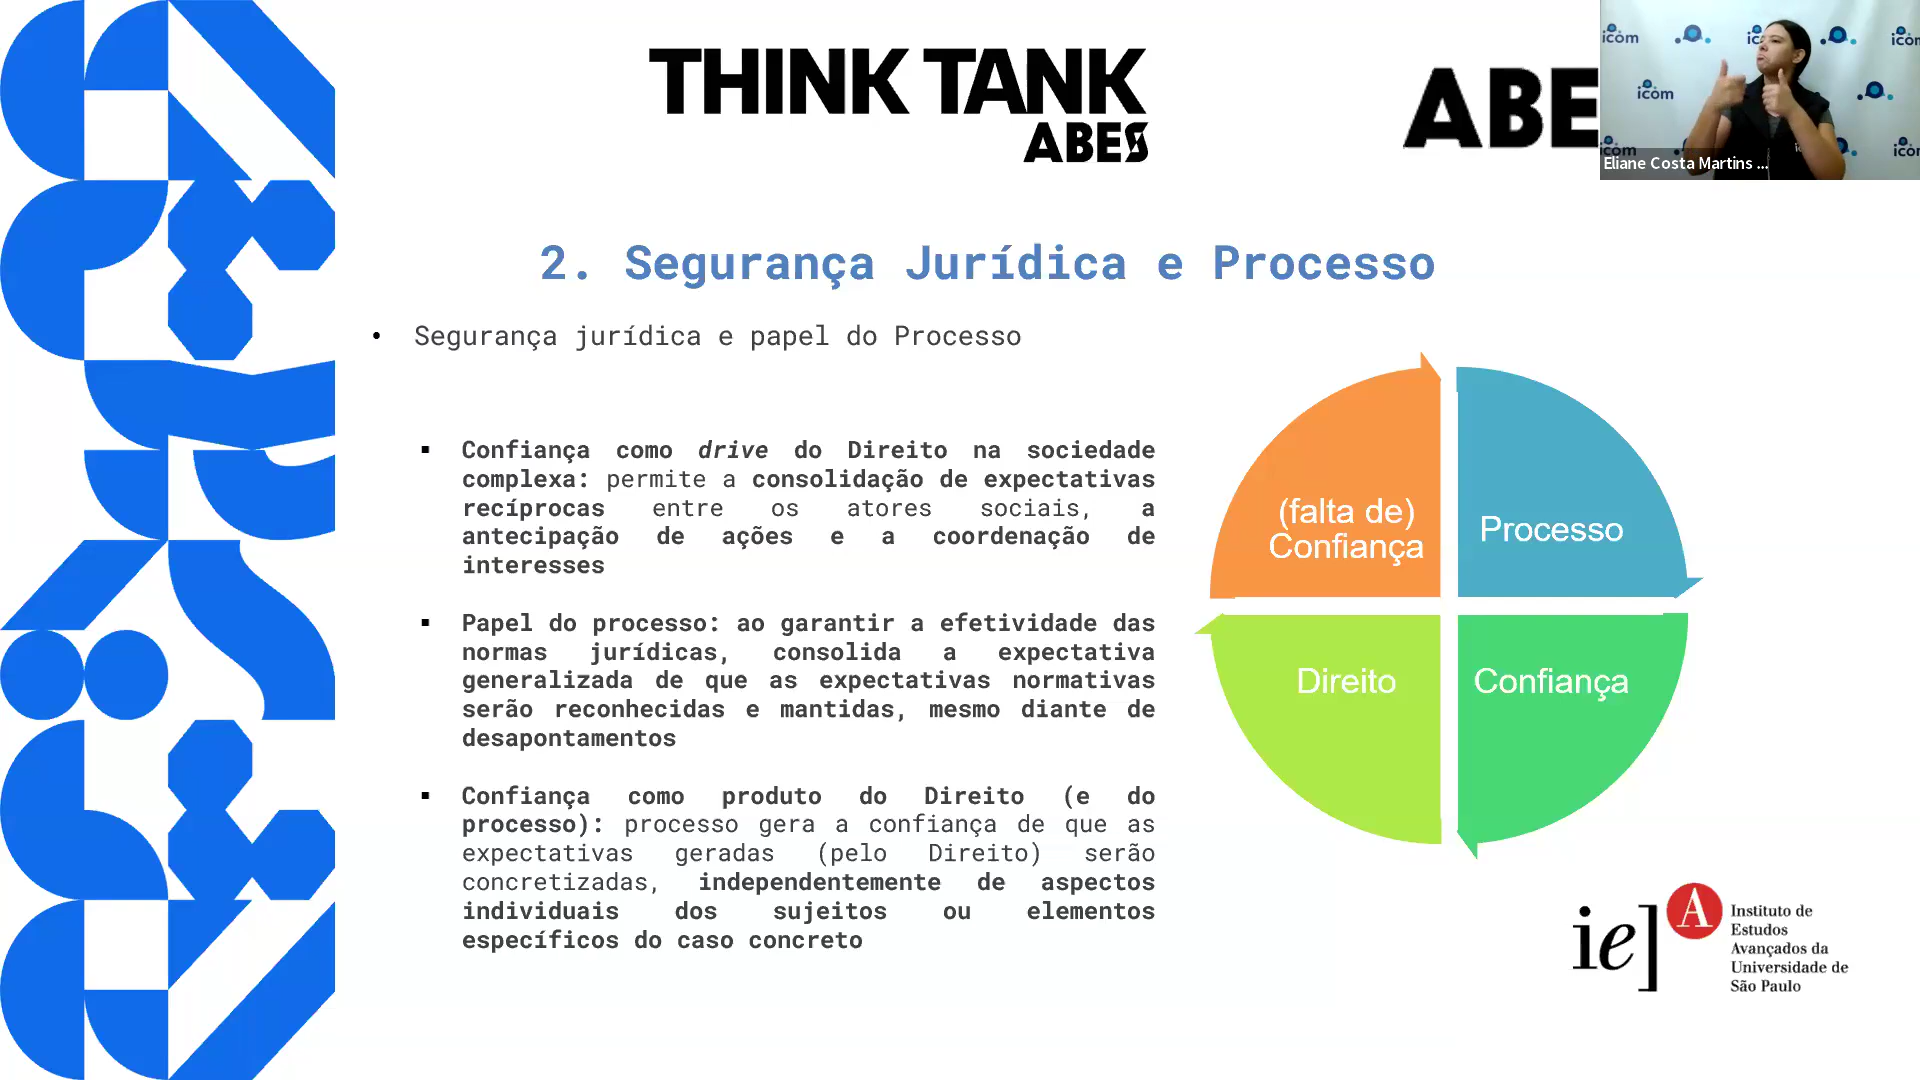 THINK TANK
ABES
ABE
icom
icom
icom
icom
Eliane Costa Martins ...
2. Segurança Jurídica e Processo
• Segurança jurídica e papel do Processo
▪ Confiança como drive do Direito na sociedade
complexa: permite a consolidação de expectativas
recíprocas entre os atores sociais, a
antecipação de ações e a coordenação de
interesses
▪ Papel do processo: ao garantir a efetividade das
normas jurídicas, consolida a expectativa
generalizada de que as expectativas normativas
serão reconhecidas e mantidas, mesmo diante de
desapontamentos
▪ Confiança como produto do Direito (e do
processo): processo gera a confiança de que as
expectativas geradas (pelo Direito) serão
concretizadas, independentemente de aspectos
individuais dos sujeitos ou elementos
específicos do caso concreto
(falta de)
Confiança
Processo
Direito
Confiança
ie] A
Instituto de
Estudos
Avançados da
Universidade de
São Paulo